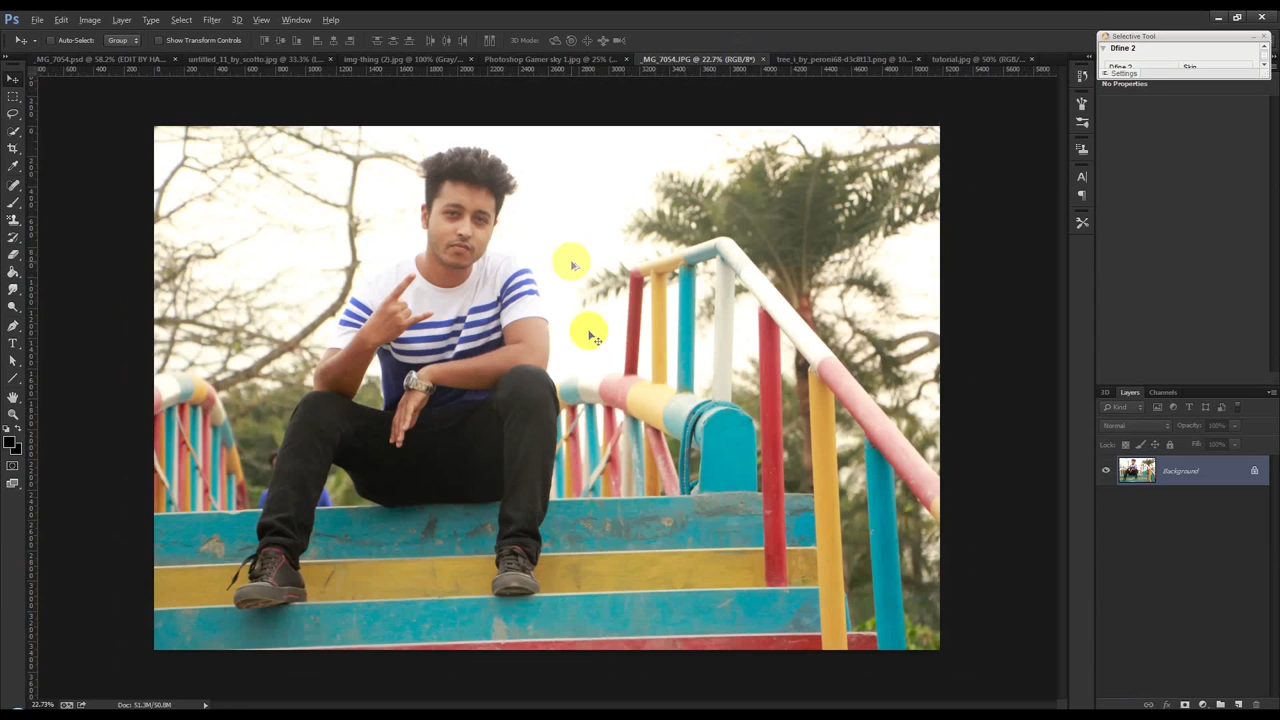 Ps File Edit Image Layer Type Select Filter 3D View Window Help
Auto-Select: Group Show Transform Controls 3D Mode:
Selective Tool
Dfine 2
Settings
No Properties
_MG_7054.psd @ 58.2% (EDIT BY HA... × untitled_11_by_scotto.jpg @ 33.3% (... × img-thing (2).jpg @ 100% (Gray/... × Photoshop Gamer sky 1.jpg @ 25% (... × _MG_7054.JPG @ 22.7% (RGB/8*) × tree_i_by_peroni68-d3c8t13.png @ 10... × tutorial.jpg @ 50% (RGB/... ×
3D Layers Channels
Kind
Normal Opacity: 100%
Lock: Fill: 100%
Background
22.73% Doc: 51.3M/50.8M